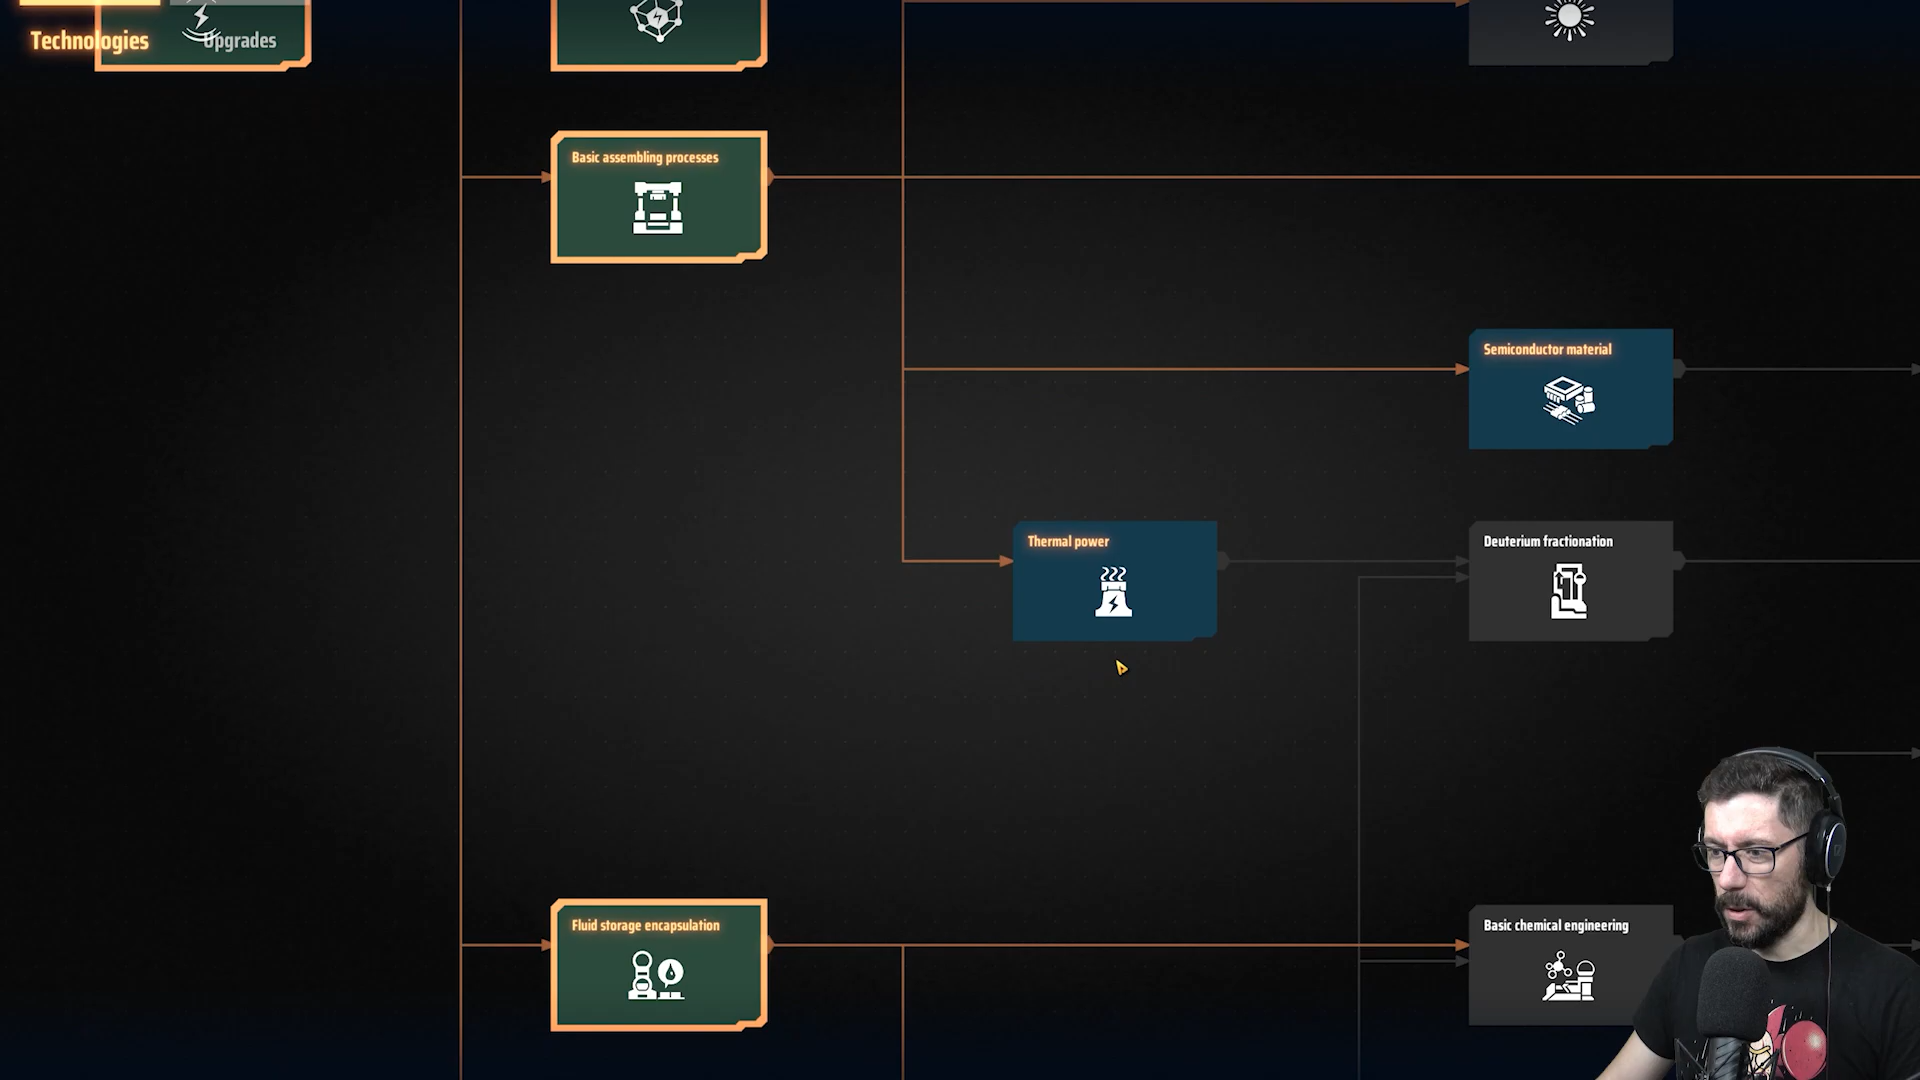 Technologies
Upgrades
Basic assembling processes
Semiconductor material
Thermal power
Deuterium fractionation
Fluid storage encapsulation
Basic chemical engineering